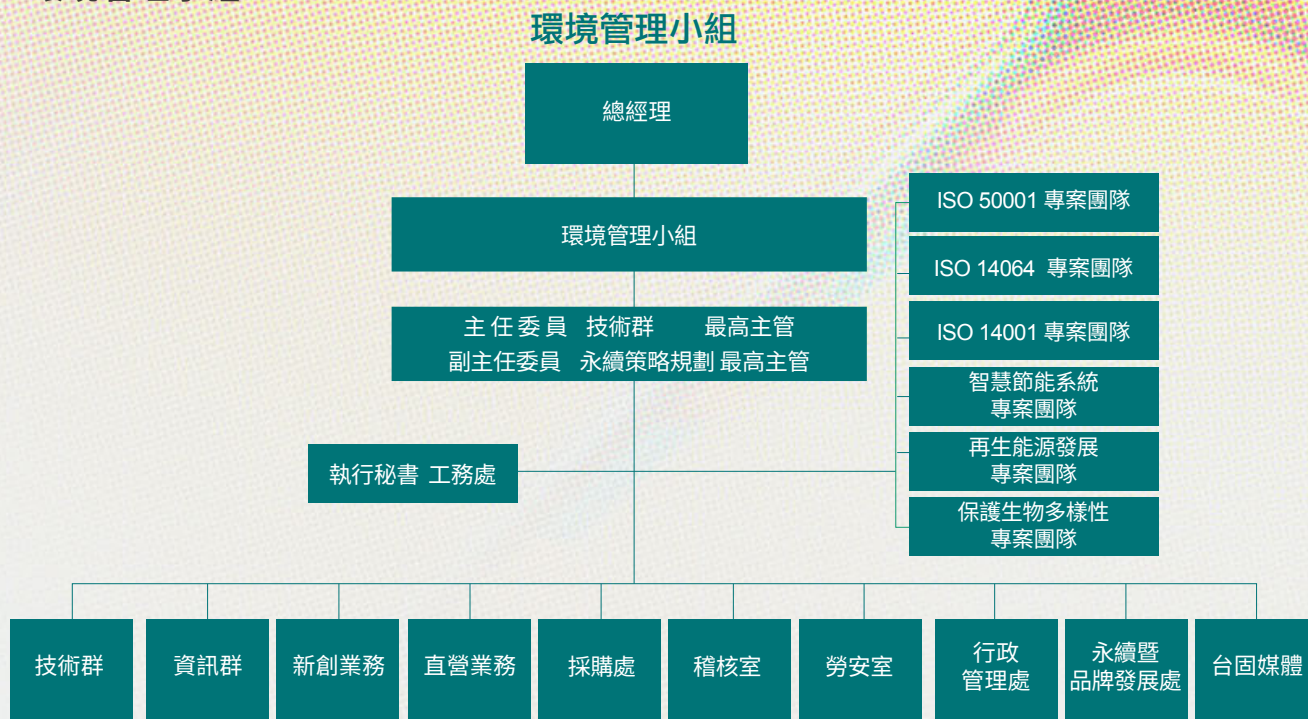 環境管理小組
總經理
環境管理小組
主任委員 技術群 最高主管
副主任委員 永續策略規劃 最高主管
執行秘書 工務處
ISO 50001 專案團隊
ISO 14064 專案團隊
ISO 14001 專案團隊
智慧節能系統
專案團隊
再生能源發展
專案團隊
保護生物多樣性
專案團隊
技術群
資訊群
新創業務
直營業務
採購處
稽核室
勞安室
行政
管理處
永續暨
品牌發展處
台固媒體